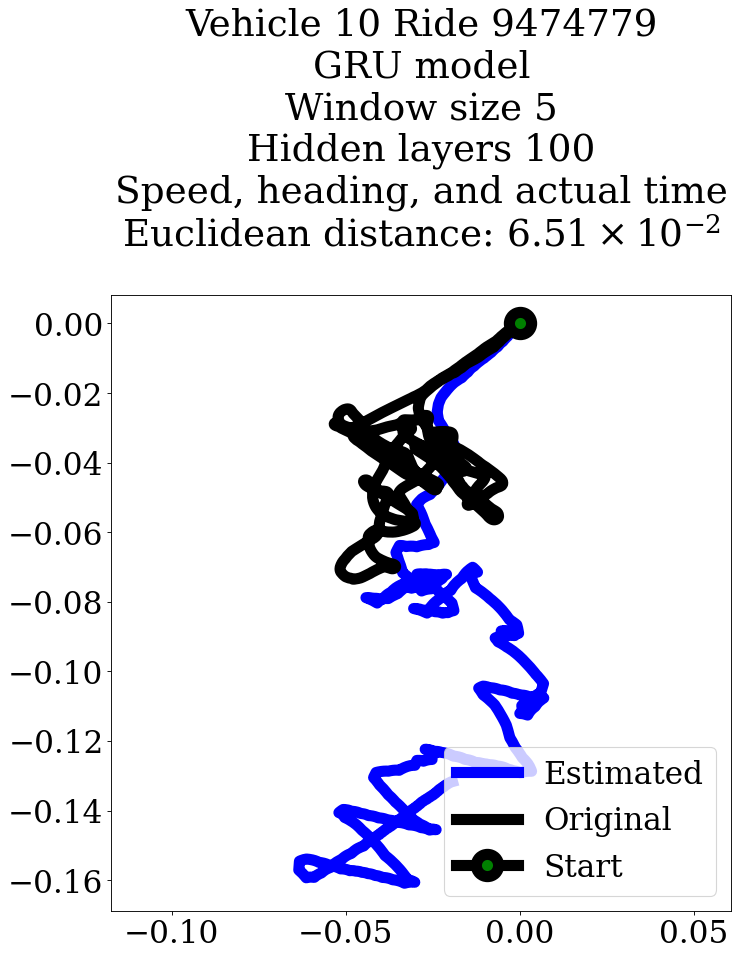 Vehicle 10 Ride 9474779
GRU model
Window size 5
Hidden layers 100
Speed, heading, and actual time
Euclidean distance: 6.51 × 10⁻²
0.00
−0.02
−0.04
−0.06
−0.08
−0.10
−0.12
−0.14
−0.16
Estimated
Original
Start
−0.10 −0.05 0.00 0.05